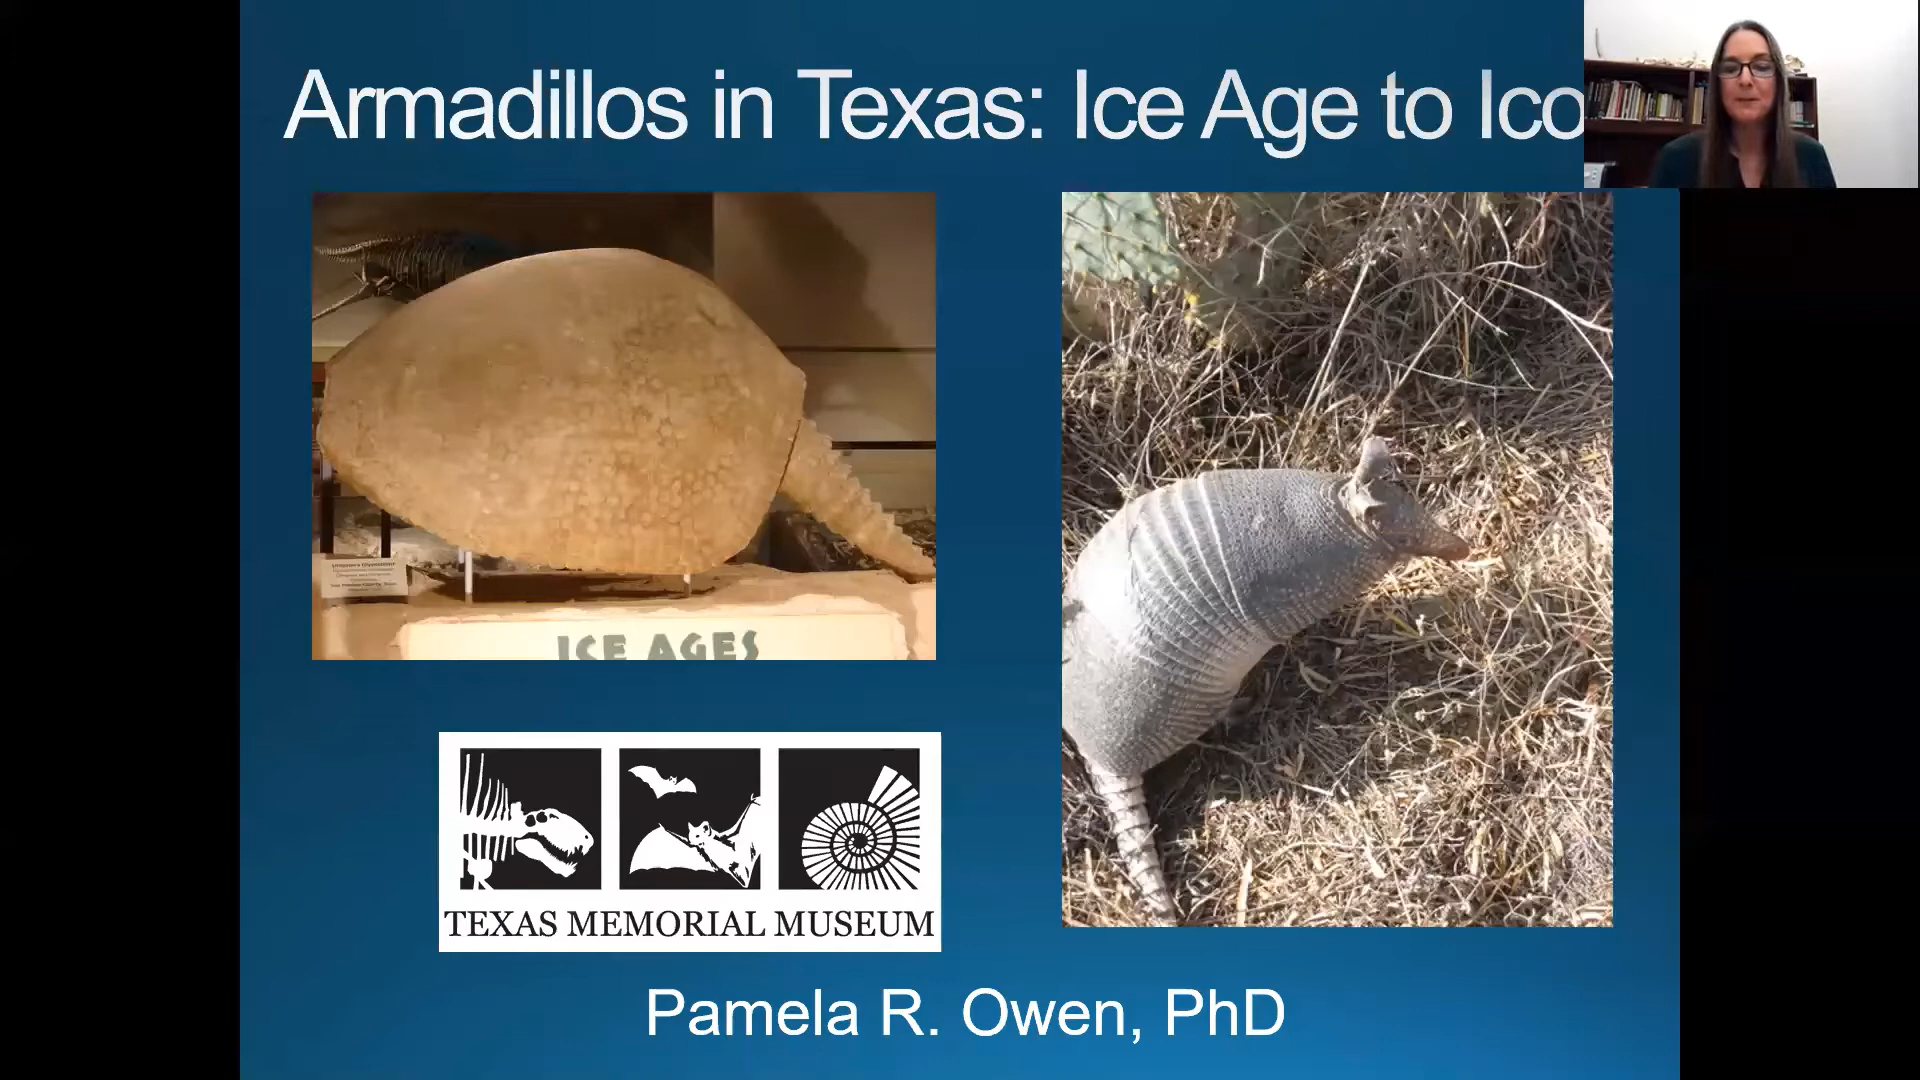 Armadillos in Texas: Ice Age to Ico
ICE AGES
TEXAS MEMORIAL MUSEUM
Pamela R. Owen, PhD